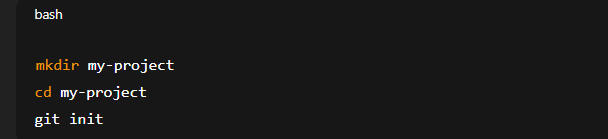 bash
mkdir my-project
cd my-project
git init